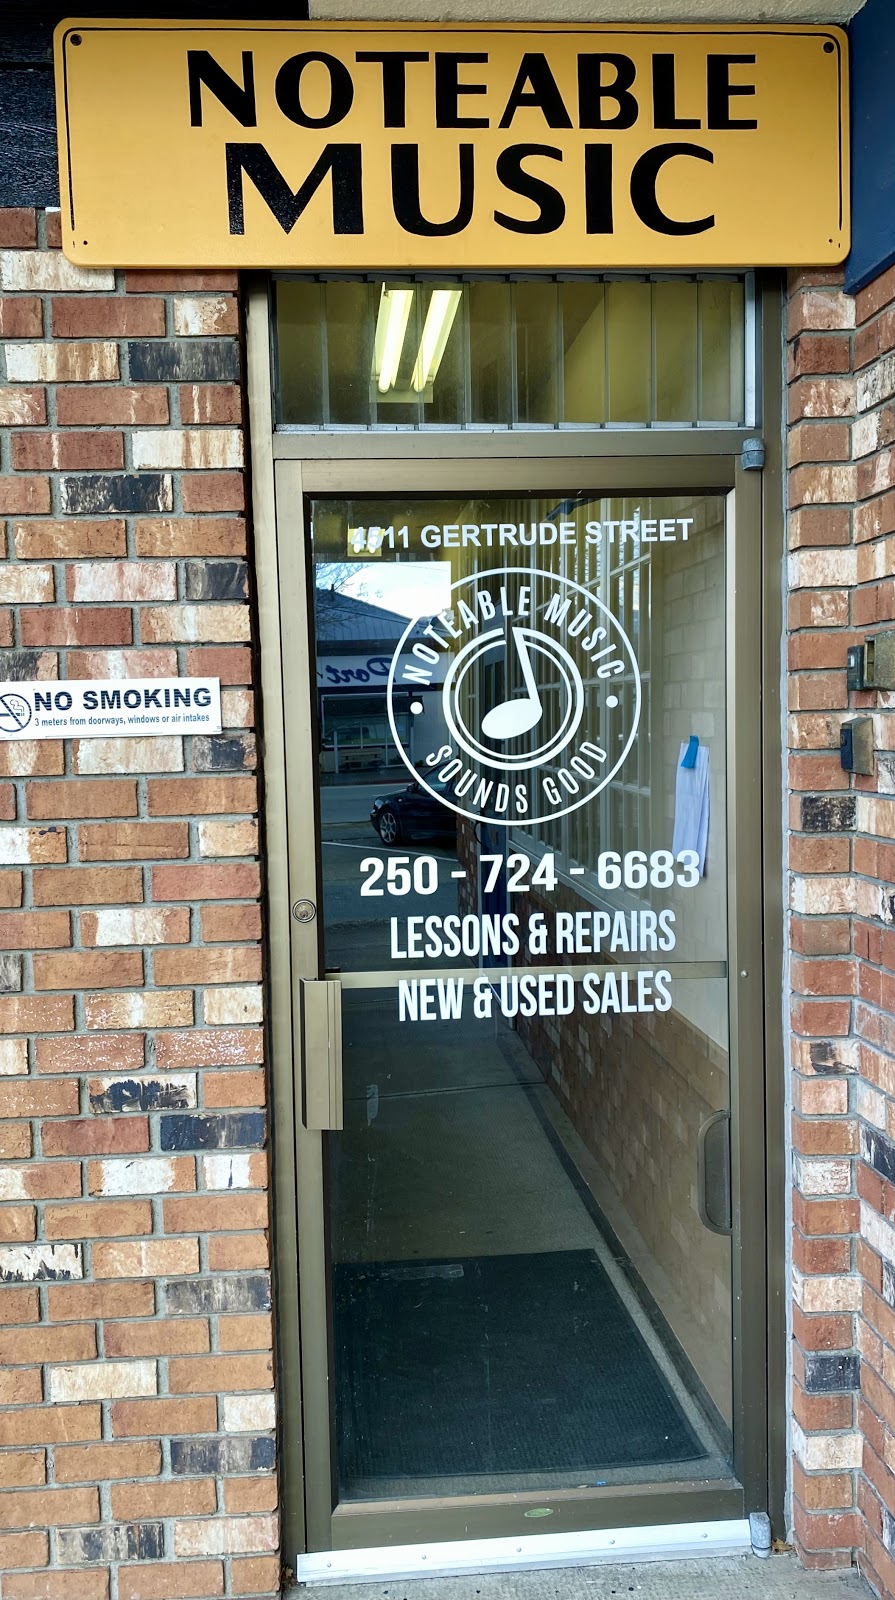 NOTEABLE
MUSIC
4511 GERTRUDE STREET
NOTEABLE MUSIC
SOUNDS GOOD
NO SMOKING
3 meters from doorways, windows or air intakes
250 - 724 - 6683
LESSONS & REPAIRS
NEW & USED SALES